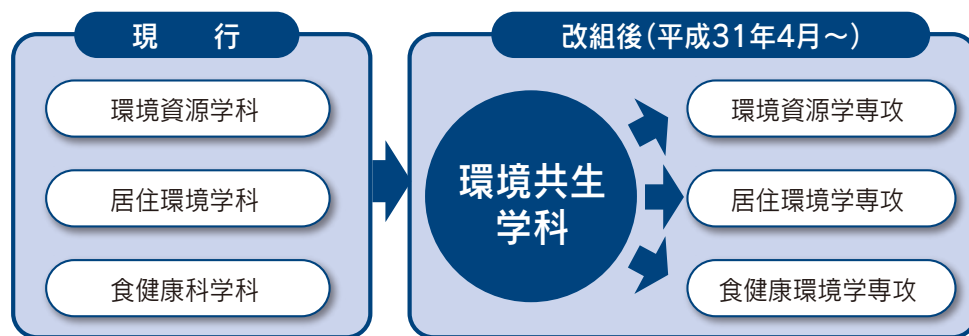 現　行
環境資源学科
居住環境学科
食健康科学科
改組後(平成31年4月～)
環境共生
学科
環境資源学専攻
居住環境学専攻
食健康環境学専攻